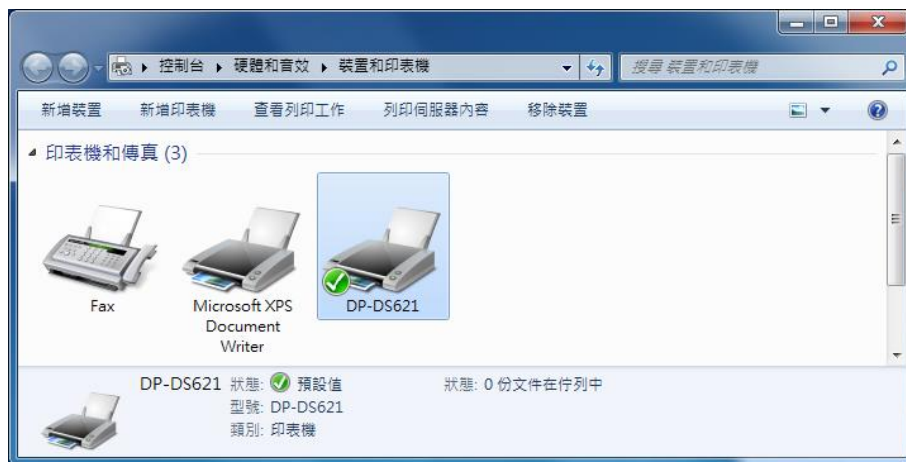 控制台 ▸ 硬體和音效 ▸ 裝置和印表機
搜尋 裝置和印表機
新增裝置 新增印表機 查看列印工作 列印伺服器內容 移除裝置
印表機和傳真 (3)
Fax
Microsoft XPS
Document
Writer
DP-DS621
DP-DS621 狀態: 預設值 狀態: 0 份文件在佇列中
型號: DP-DS621
類別: 印表機